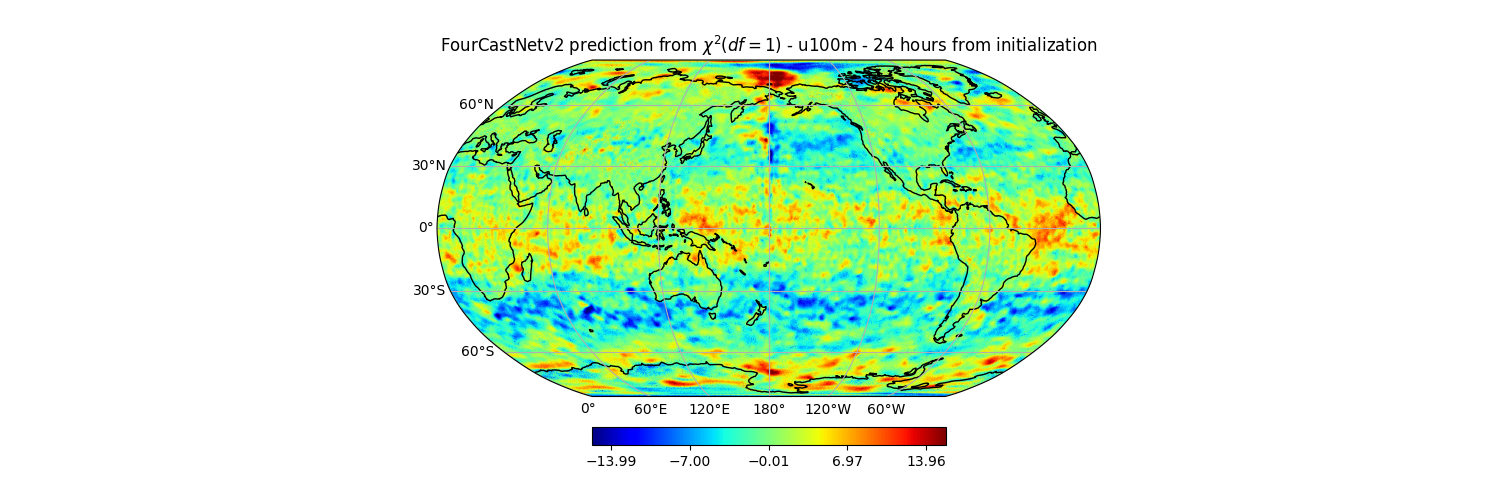 FourCastNetv2 prediction from χ²(df = 1) - u100m - 24 hours from initialization
60°N
30°N
0°
30°S
60°S
0° 60°E 120°E 180° 120°W 60°W
−13.99 −7.00 −0.01 6.97 13.96